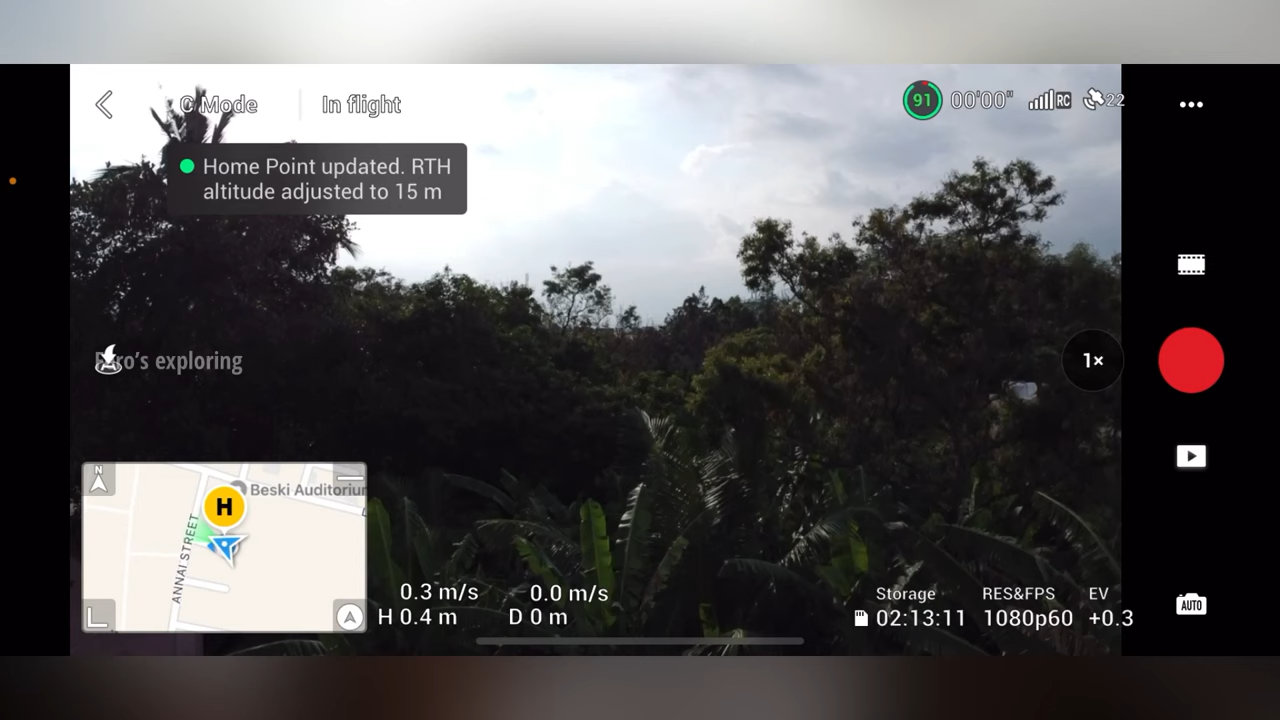 C Mode
In flight
91
00'00"
RC
22
Home Point updated. RTH
altitude adjusted to 15 m
ro's exploring
1×
N
Beski Auditorium
H
ANNAI STREET
0.3 m/s
0.0 m/s
H 0.4 m
D 0 m
Storage
RES&FPS
EV
02:13:11
1080p60
+0.3
AUTO